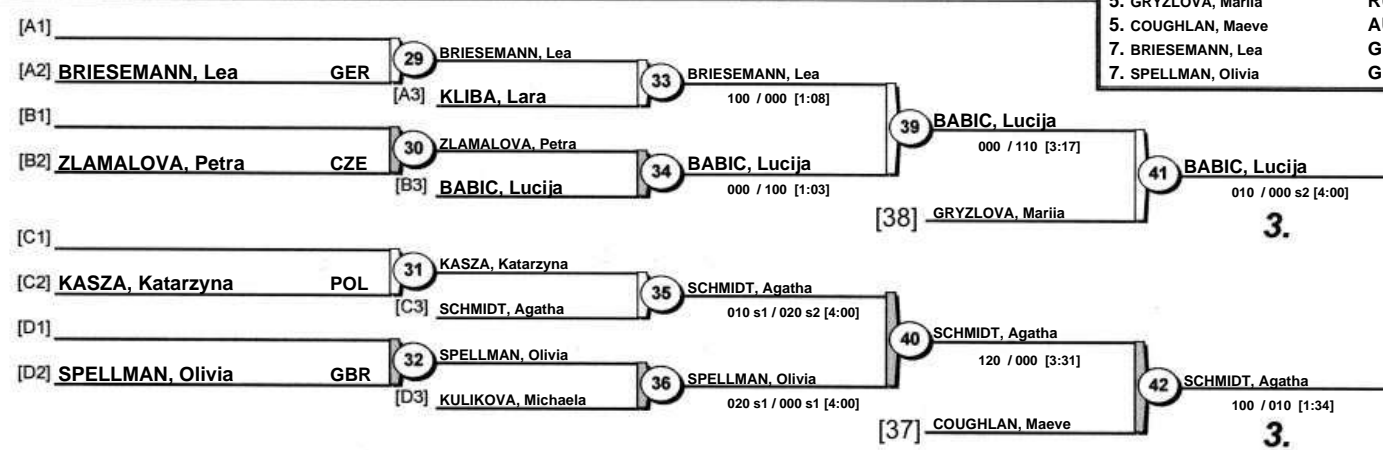 5. GRYZLOVA, Mariia
5. COUGHLAN, Maeve
7. BRIESEMANN, Lea
7. SPELLMAN, Olivia
[A1]
[A2] BRIESEMANN, Lea GER
29 BRIESEMANN, Lea
[A3] KLIBA, Lara
33 BRIESEMANN, Lea
100 / 000 [1:08]
[B1]
[B2] ZLAMALOVA, Petra CZE
30 ZLAMALOVA, Petra
[B3] BABIC, Lucija
34 BABIC, Lucija
000 / 100 [1:03]
39 BABIC, Lucija
000 / 110 [3:17]
[38] GRYZLOVA, Mariia
41 BABIC, Lucija
010 / 000 s2 [4:00]
3.
[C1]
[C2] KASZA, Katarzyna POL
31 KASZA, Katarzyna
[C3] SCHMIDT, Agatha
35 SCHMIDT, Agatha
010 s1 / 020 s2 [4:00]
[D1]
[D2] SPELLMAN, Olivia GBR
32 SPELLMAN, Olivia
[D3] KULIKOVA, Michaela
36 SPELLMAN, Olivia
020 s1 / 000 s1 [4:00]
40 SCHMIDT, Agatha
120 / 000 [3:31]
[37] COUGHLAN, Maeve
42 SCHMIDT, Agatha
100 / 010 [1:34]
3.